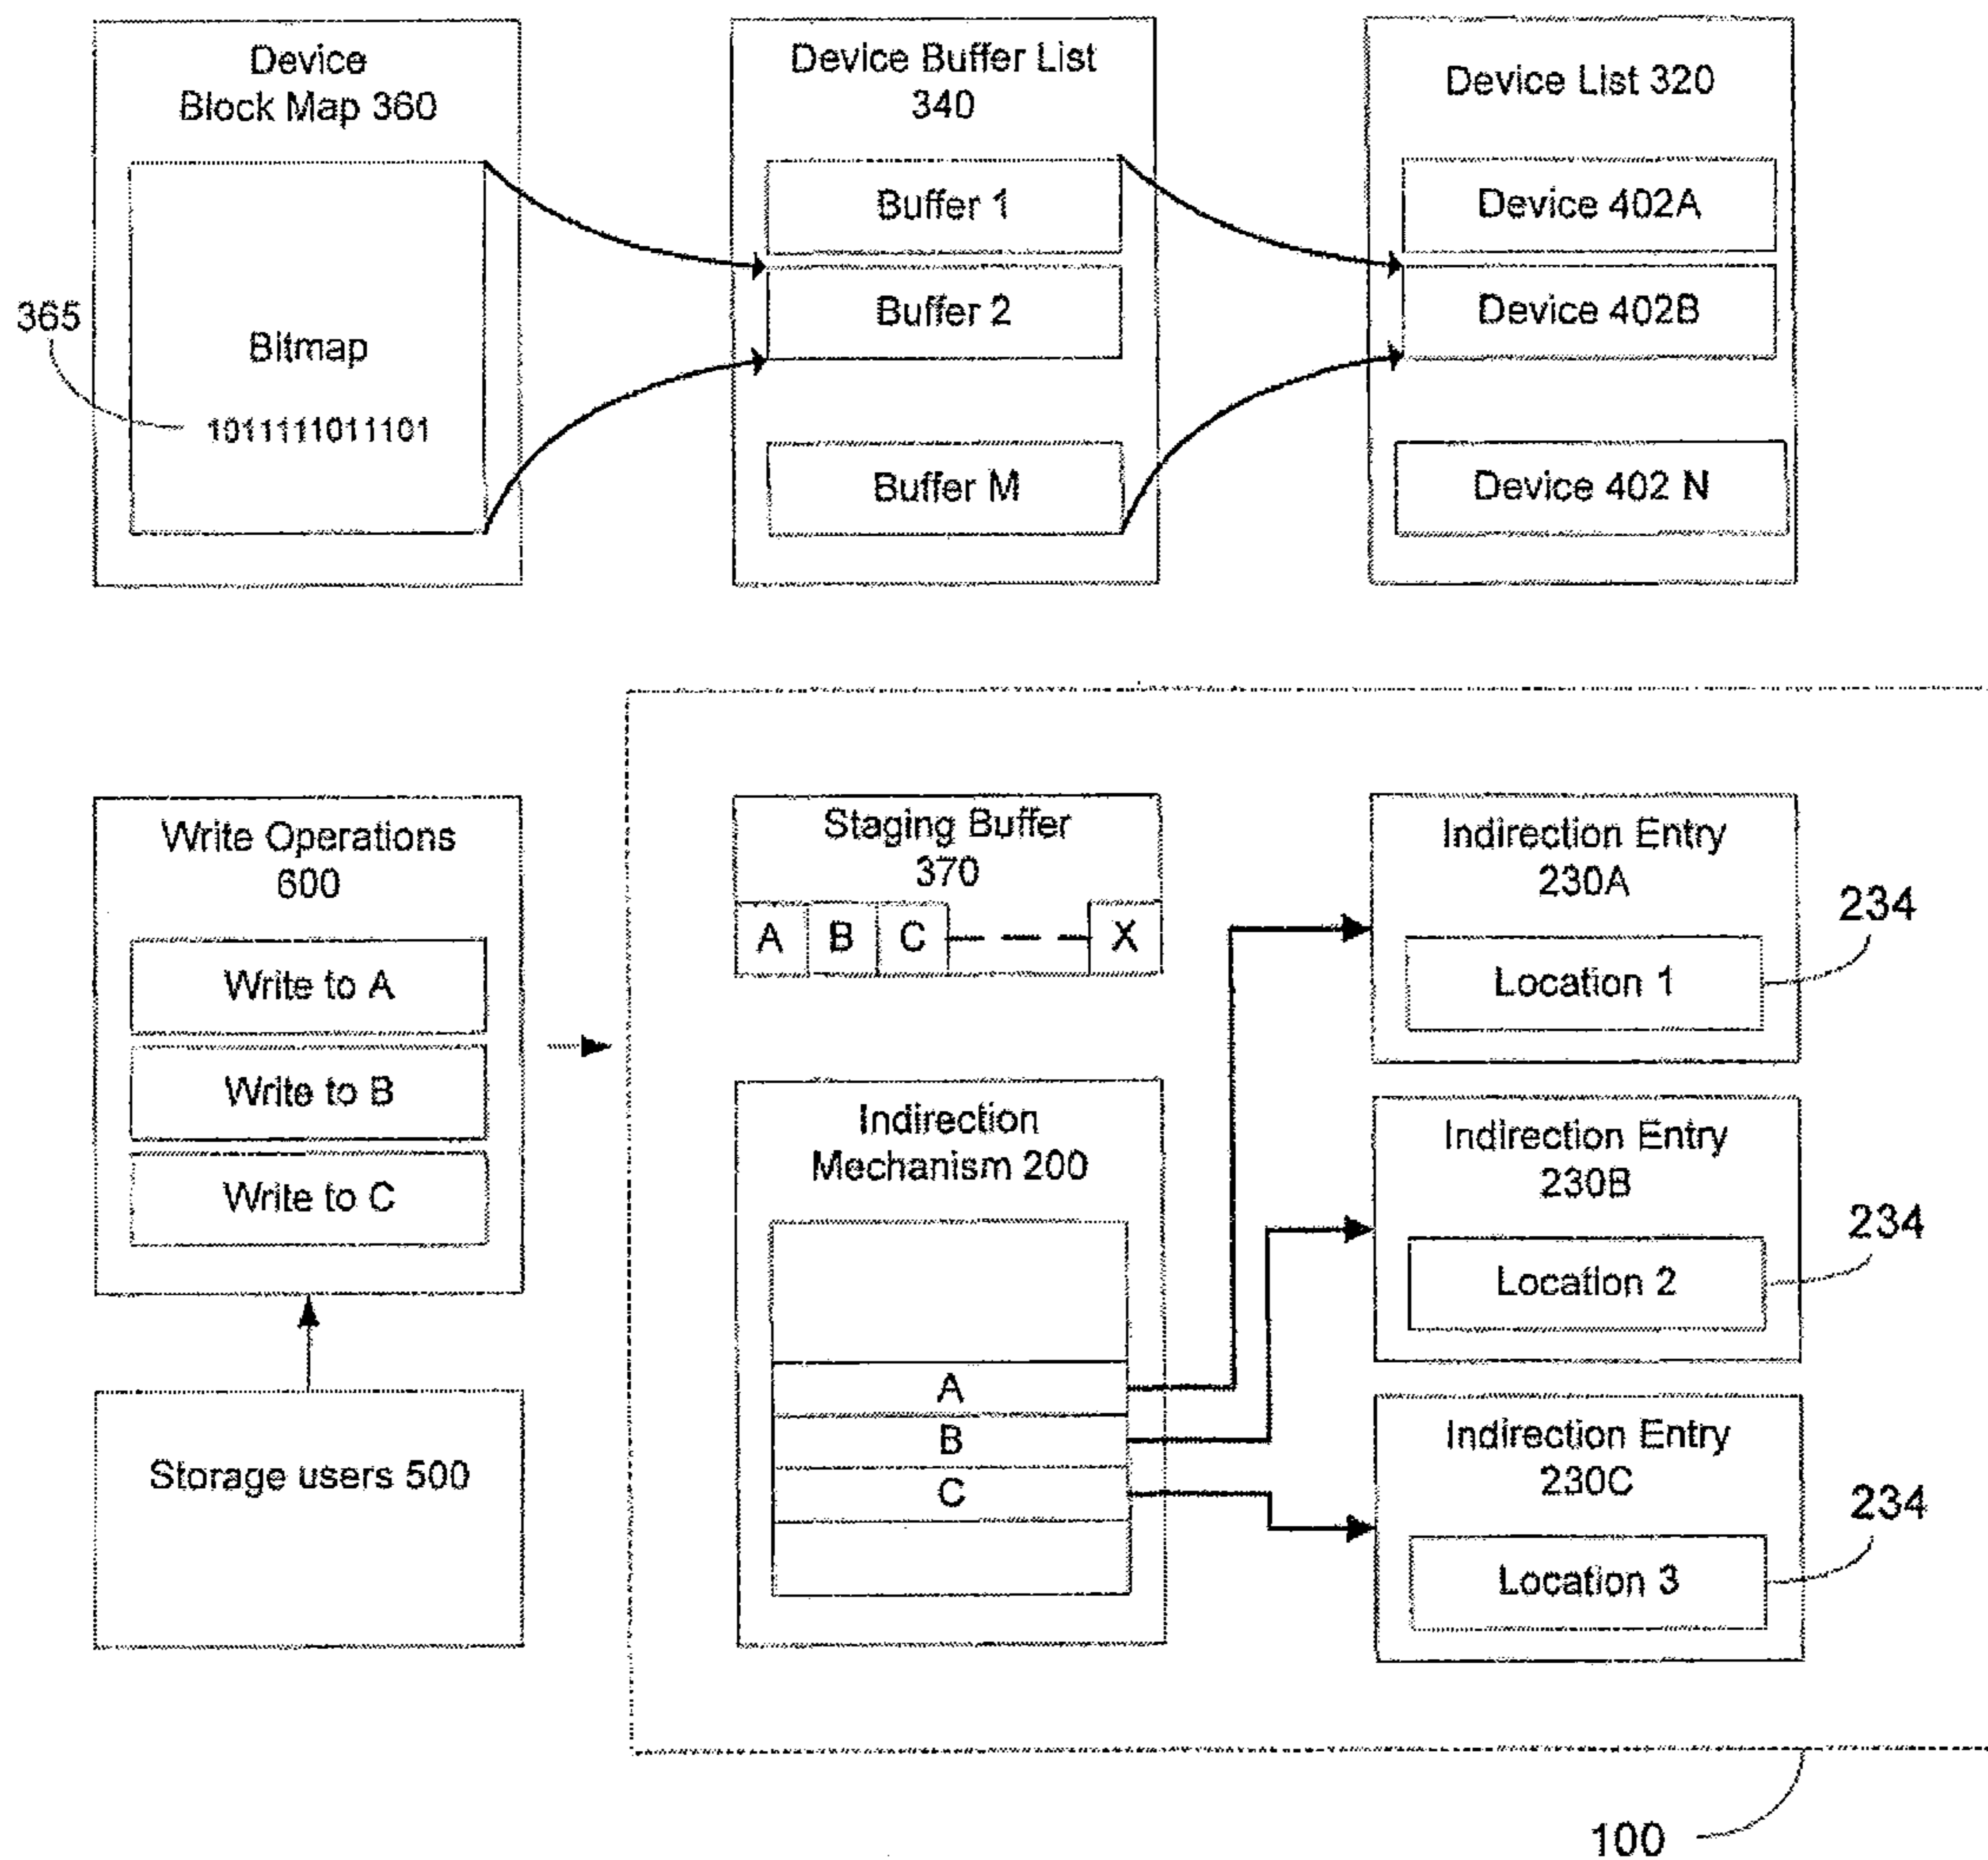 Device
Block Map 360
Bitmap
1011111011101
365
Device Buffer List
340
Buffer 1
Buffer 2
Buffer M
Device List 320
Device 402A
Device 402B
Device 402 N
Write Operations
600
Write to A
Write to B
Write to C
Storage users 500
Staging Buffer
370
A B C X
Indirection
Mechanism 200
A
B
C
Indirection Entry
230A
Location 1
234
Indirection Entry
230B
Location 2
234
Indirection Entry
230C
Location 3
234
100